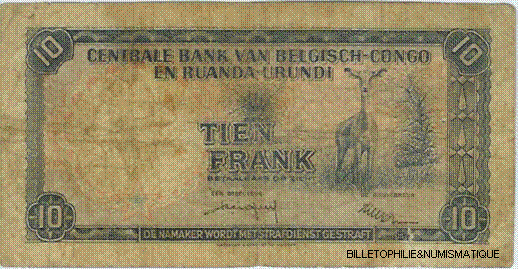 10 10
CENTRALE BANK VAN BELGISCH-CONGO
EN RUANDA-URUNDI
TIEN
FRANK
10 10
DE NAMAKER WORDT MET STRAFDIENST GESTRAFT
BILLETOPHILIE&NUMISMATIQUE